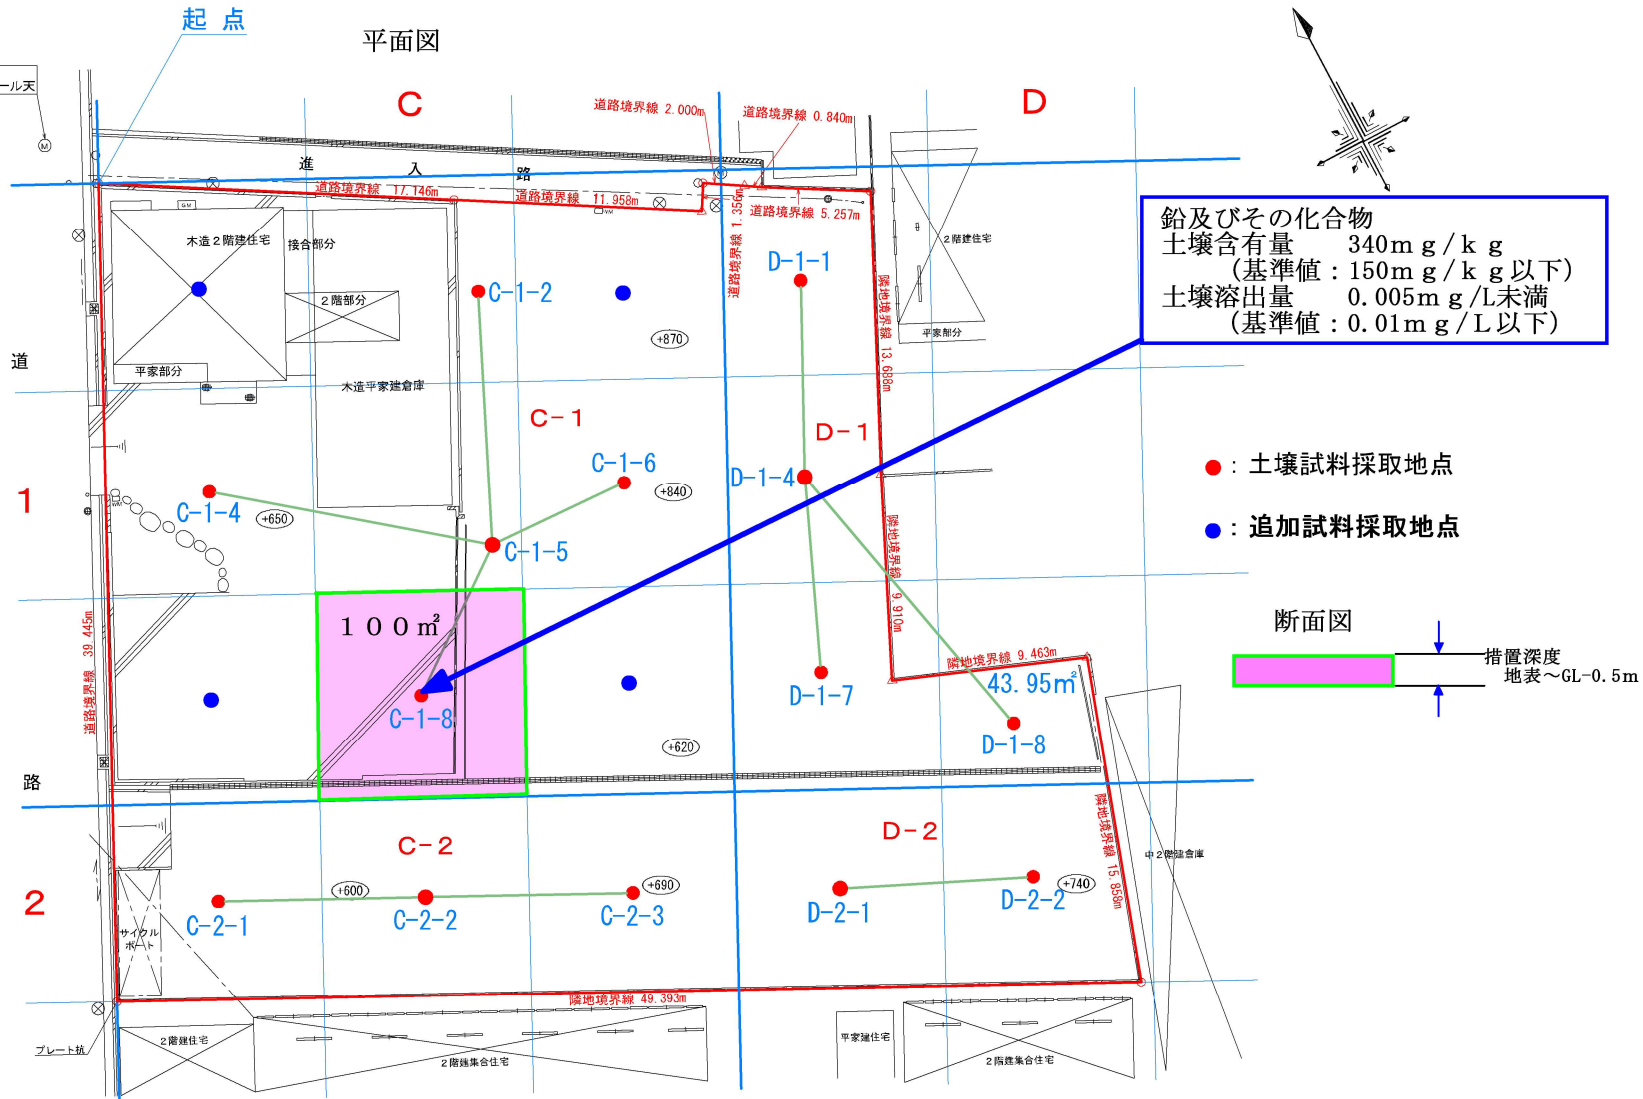 起 点
平面図
ール天
M
C
D
道路境界線 2.000m
道路境界線 0.840m
進 入 路
道路境界線 17.146m
道路境界線 11.958m
道路境界線 1.356m
道路境界線 5.257m
GM
WM
木造2階建住宅
接合部分
2階部分
平家部分
木造平家建倉庫
2階建住宅
平家部分
C-1-2
D-1-1
+870
隣地境界線 13.688m
鉛及びその化合物
土壌含有量 340mg/kg
(基準値:150mg/kg以下)
土壌溶出量 0.005mg/L未満
(基準値:0.01mg/L以下)
道
C-1
D-1
C-1-6
D-1-4
+840
1
C-1-4
+650
C-1-5
隣地境界線 9.910m
●: 土壌試料採取地点
●: 追加試料採取地点
100㎡
道路境界線 39.445m
C-1-8
D-1-7
隣地境界線 9.463m
43.95㎡
D-1-8
+620
断面図
措置深度
地表~GL-0.5m
路
隣地境界線 15.858m
C-2
D-2
中2階建倉庫
2
+600
+690
+740
C-2-1
C-2-2
C-2-3
D-2-1
D-2-2
サイクル
ポート
隣地境界線 49.393m
プレート杭
2階建住宅
2階建集合住宅
平家建住宅
2階建集合住宅